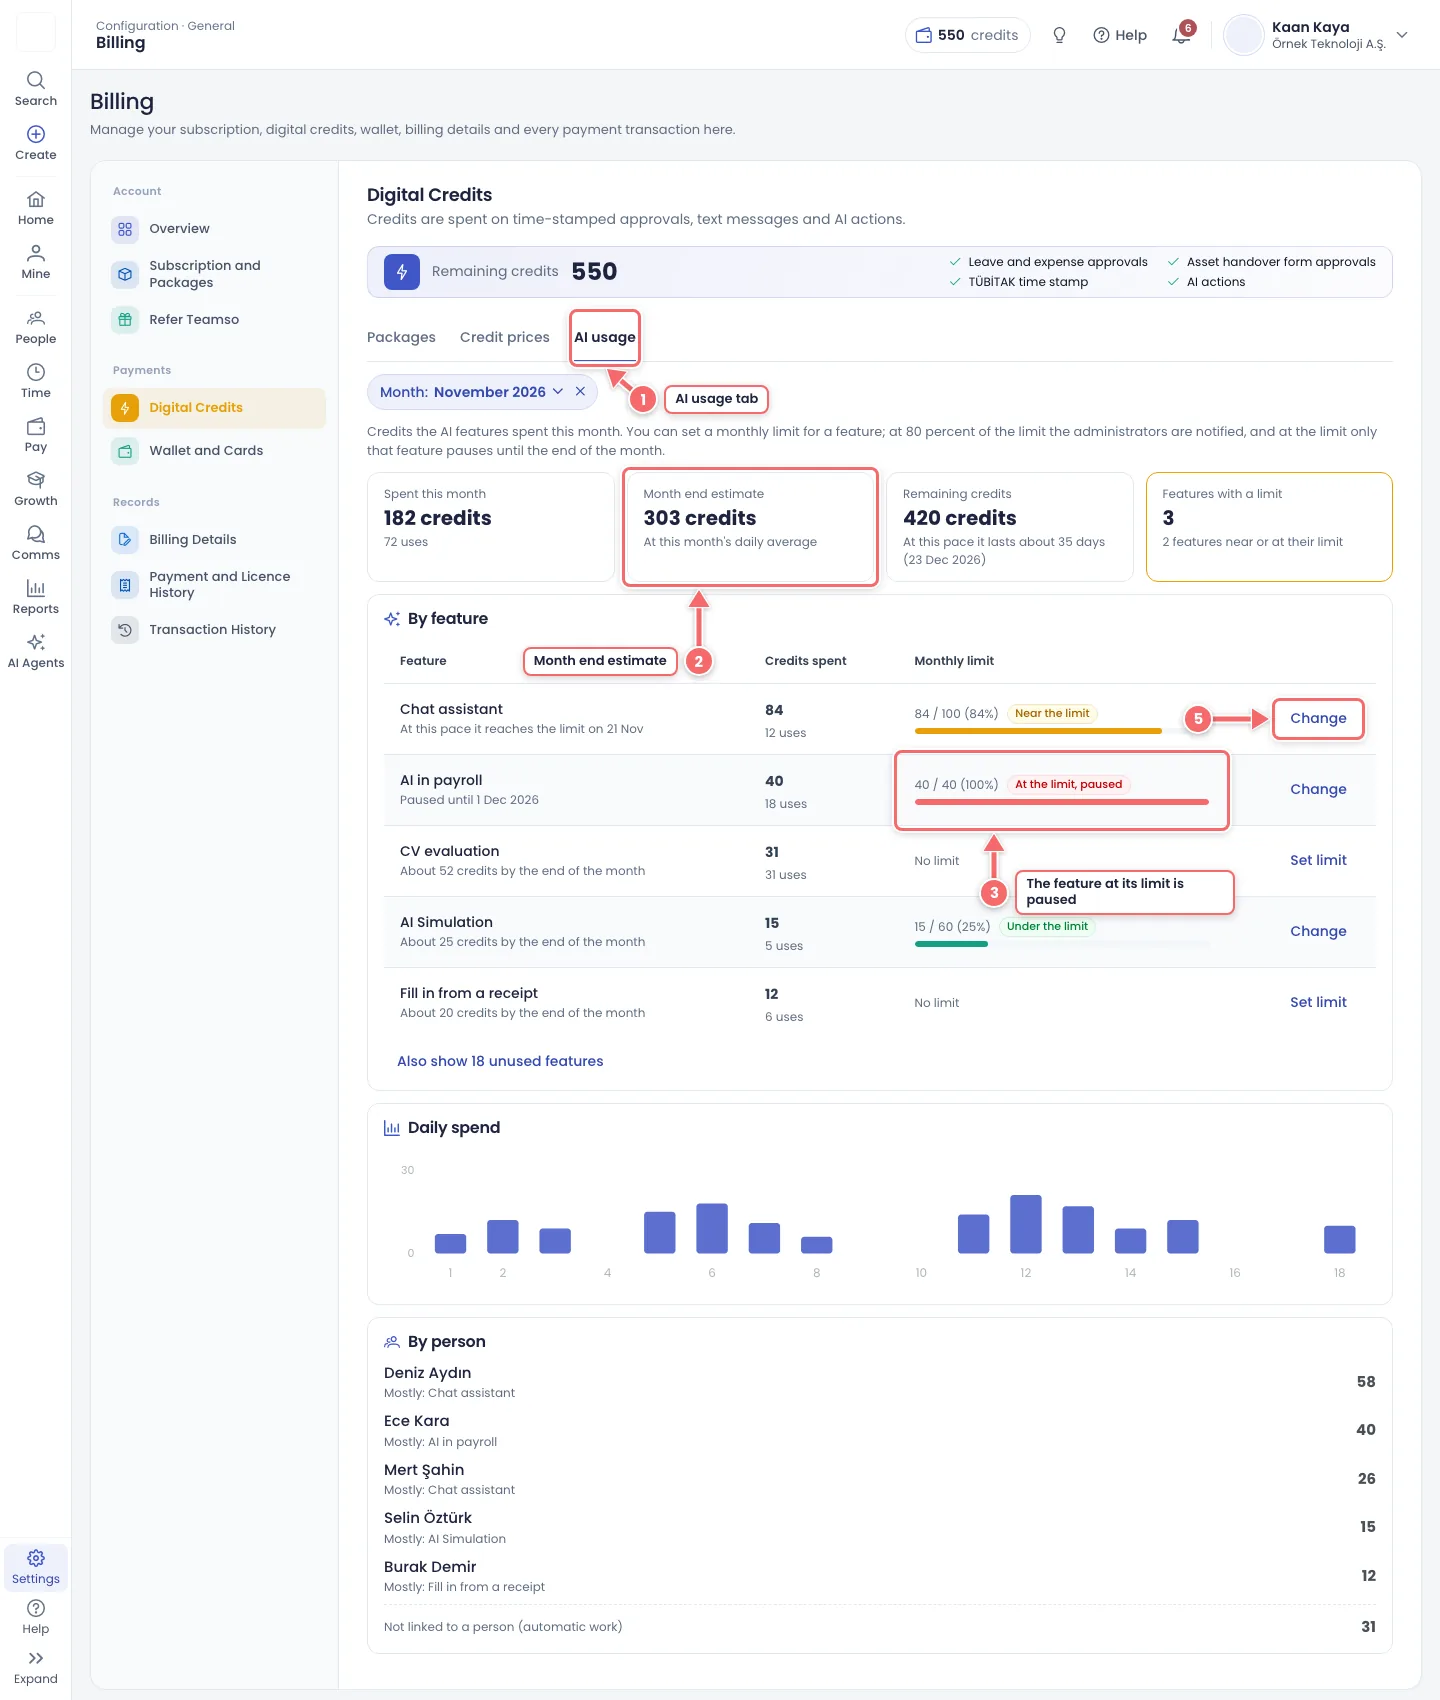 Configuration · General
Billing
550 credits
Help
6
Kaan Kaya
Örnek Teknoloji A.Ş.
Search
Create
Home
Mine
People
Time
Pay
Growth
Comms
Reports
AI Agents
Settings
Help
Expand
Billing
Manage your subscription, digital credits, wallet, billing details and every payment transaction here.
Account
Overview
Subscription and
Packages
Refer Teamso
Payments
Digital Credits
Wallet and Cards
Records
Billing Details
Payment and Licence
History
Transaction History
Digital Credits
Credits are spent on time-stamped approvals, text messages and AI actions.
Remaining credits 550
Leave and expense approvals
Asset handover form approvals
TÜBİTAK time stamp
AI actions
Packages
Credit prices
AI usage
Month: November 2026
1
AI usage tab
Credits the AI features spent this month. You can set a monthly limit for a feature; at 80 percent of the limit the administrators are notified, and at the limit only
that feature pauses until the end of the month.
Spent this month
182 credits
72 uses
Month end estimate
303 credits
At this month's daily average
Remaining credits
420 credits
At this pace it lasts about 35 days
(23 Dec 2026)
Features with a limit
3
2 features near or at their limit
By feature
Feature
Month end estimate
2
Credits spent
Monthly limit
Chat assistant
At this pace it reaches the limit on 21 Nov
84
12 uses
84 / 100 (84%) Near the limit
5
Change
AI in payroll
Paused until 1 Dec 2026
40
18 uses
40 / 40 (100%) At the limit, paused
Change
CV evaluation
About 52 credits by the end of the month
31
31 uses
No limit
Set limit
3
The feature at its limit is
paused
AI Simulation
About 25 credits by the end of the month
15
5 uses
15 / 60 (25%) Under the limit
Change
Fill in from a receipt
About 20 credits by the end of the month
12
6 uses
No limit
Set limit
Also show 18 unused features
Daily spend
30
0
1 2 4 6 8 10 12 14 16 18
By person
Deniz Aydın
Mostly: Chat assistant
58
Ece Kara
Mostly: AI in payroll
40
Mert Şahin
Mostly: Chat assistant
26
Selin Öztürk
Mostly: AI Simulation
15
Burak Demir
Mostly: Fill in from a receipt
12
Not linked to a person (automatic work)
31